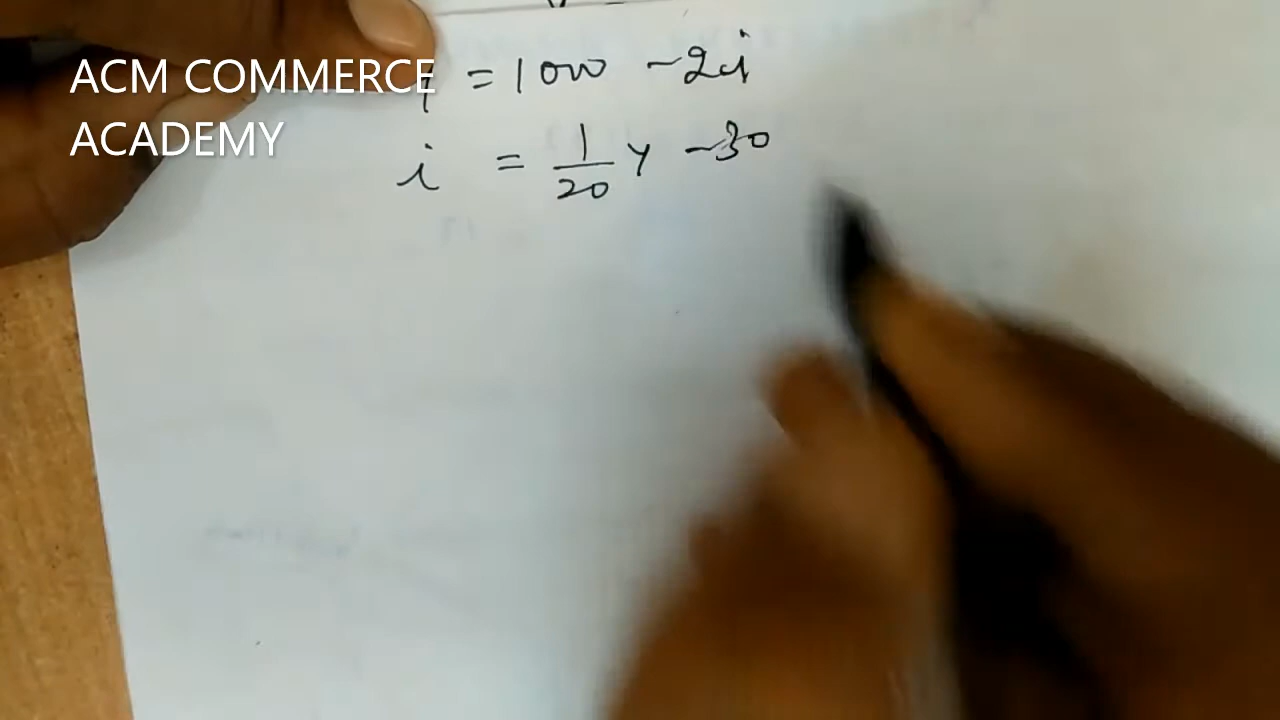 ACM COMMERCE
ACADEMY
= 1000 - 2i
i = 1/20 Y - 30